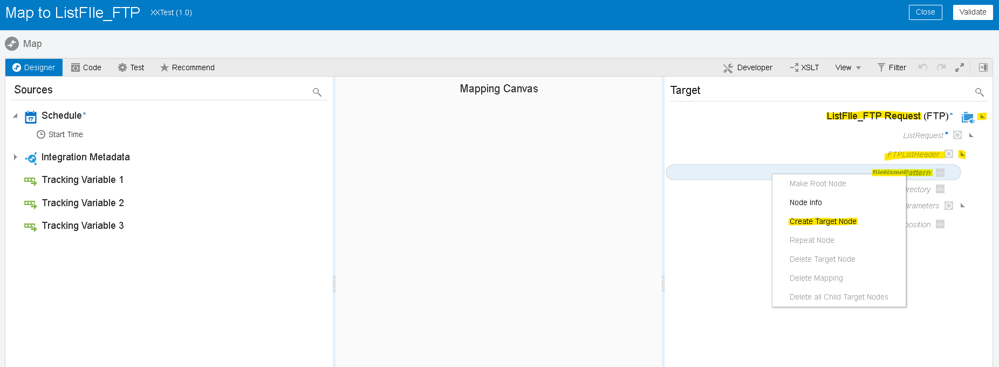 Map to ListFIle_FTP XXTest (1.0) Close Validate
Map
Designer Code Test Recommend Developer XSLT View Filter
Sources Mapping Canvas Target
17 Schedule* ListFIle_FTP Request (FTP)*
Start Time ListRequest*
FTPListHeader
Integration Metadata
fileNamePattern
Tracking Variable 1 Make Root Node
irectory
Node Info
Tracking Variable 2 arameters
Create Target Node
Tracking Variable 3 position
Repeat Node
Delete Target Node
Delete Mapping
Delete all Child Target Nodes